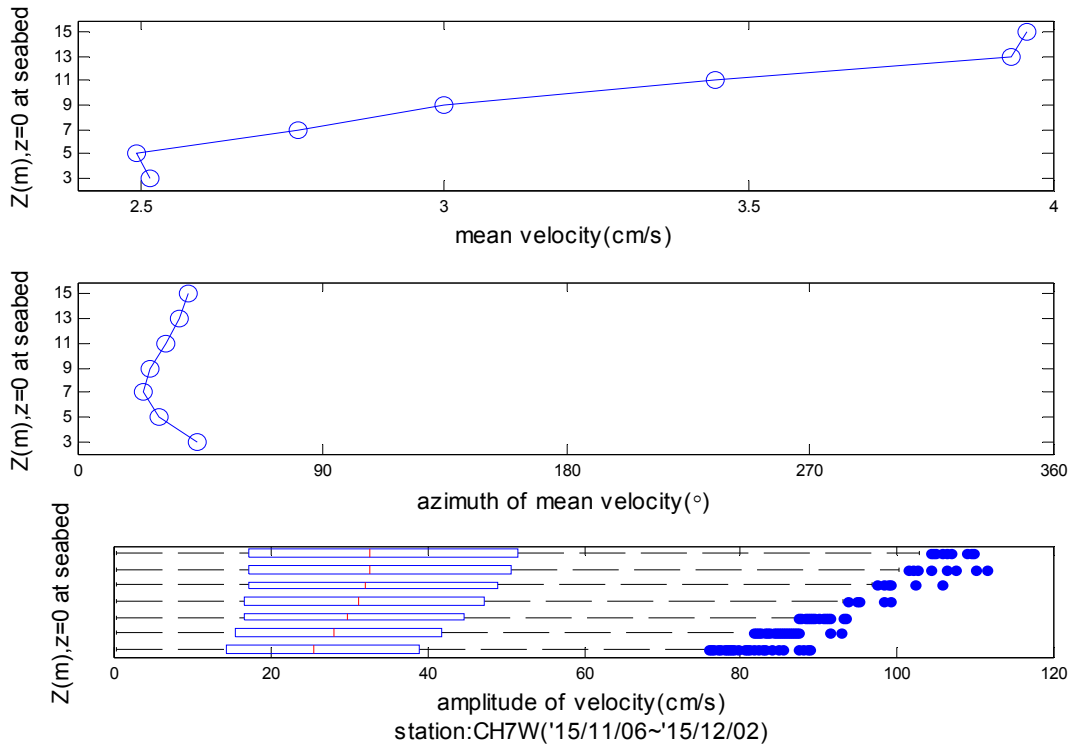 15
13
11
9
7
5
3
Z(m),z=0 at seabed
2.5 3 3.5 4
mean velocity(cm/s)
15
13
11
9
7
5
3
Z(m),z=0 at seabed
0 90 180 270 360
azimuth of mean velocity(°)
Z(m),z=0 at seabed
0 20 40 60 80 100 120
amplitude of velocity(cm/s)
station:CH7W('15/11/06~'15/12/02)